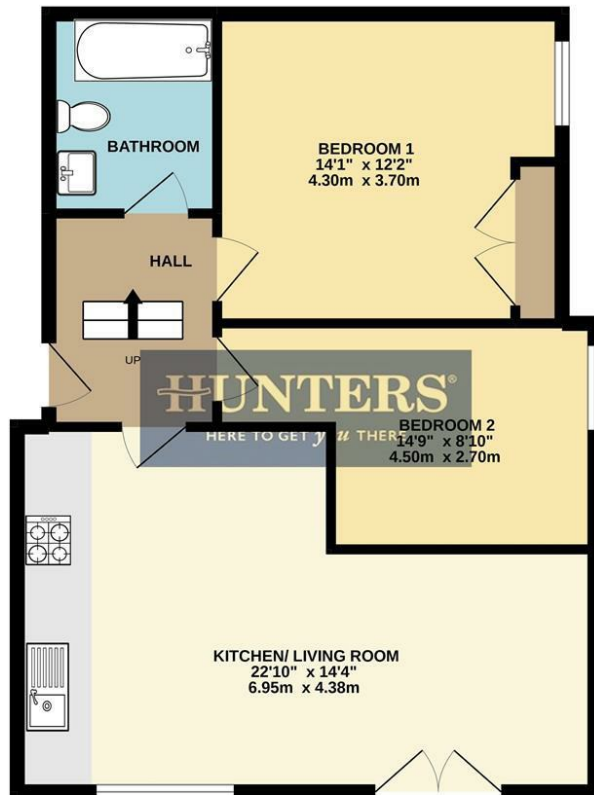 BATHROOM
BEDROOM 1
14'1" x 12'2"
4.30m x 3.70m
HALL
UP
HUNTERS®
HERE TO GET you THERE
BEDROOM 2
14'9" x 8'10"
4.50m x 2.70m
KITCHEN/ LIVING ROOM
22'10" x 14'4"
6.95m x 4.38m